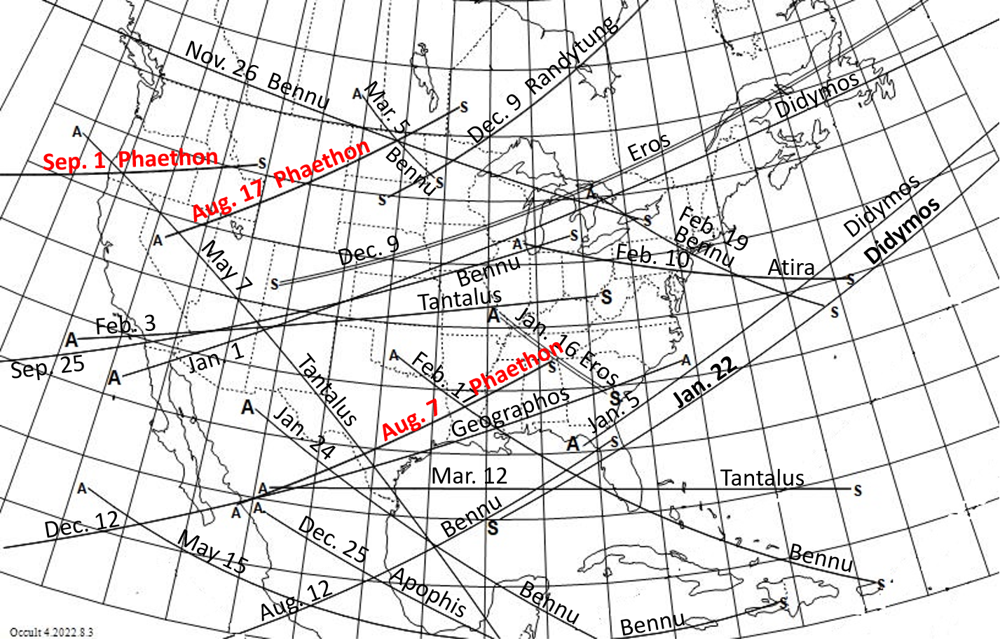 Nov. 26 Bennu
A
Mar. 5
Bennu
S
S
Dec. 9 Randytung
S
A
Sep. 1 Phaethon
S
Aug. 17 Phaethon
A
Eros
Didymos
A
S
Feb. 19
Bennu
S
Didymos
Didymos
May 7
Tantalus
Dec. 9
S
Bennu
S
A
Feb. 10
Atira
S
Tantalus
S
A
Feb. 3
A
Sep. 25
Jan. 1
A
Jan. 16 Eros
S
A
Feb. 17
Phaethon
S
Aug. 7
Geographos
A
Jan. 5
A
S
Jan. 22
A
Jan. 24
A
Mar. 12
Tantalus
S
A
Dec. 12
A
A
May 15
Dec. 25
Apophis
Bennu
S
Aug. 12
Bennu
Bennu
S
Bennu
S
Occult 4.2022.8.3